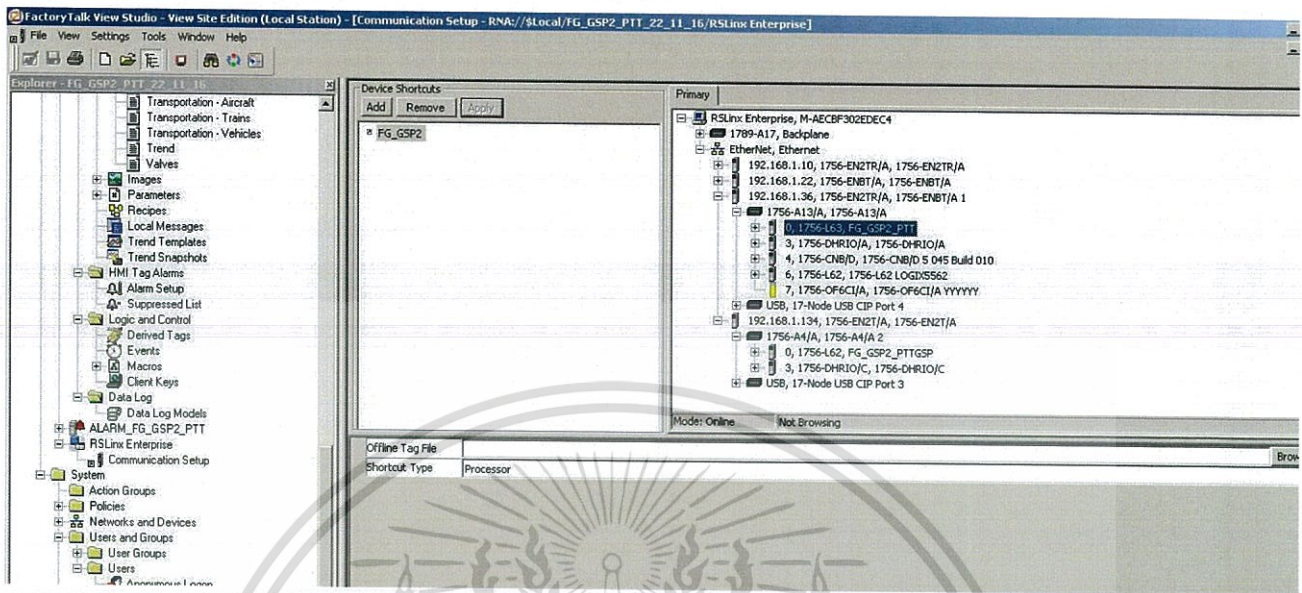 FactoryTalk View Studio - View Site Edition (Local Station) - [Communication Setup - RNA://$Local/FG_GSP2_PTT_22_11_16/RSLinx Enterprise]
File View Settings Tools Window Help
Explorer - FG_GSP2_PTT_22_11_16
Transportation - Aircraft
Transportation - Trains
Transportation - Vehicles
Trend
Valves
Images
Parameters
Recipes
Local Messages
Trend Templates
Trend Snapshots
HMI Tag Alarms
Alarm Setup
Suppressed List
Logic and Control
Derived Tags
Events
Macros
Client Keys
Data Log
Data Log Models
ALARM_FG_GSP2_PTT
RSLinx Enterprise
Communication Setup
System
Action Groups
Policies
Networks and Devices
Users and Groups
User Groups
Users
Anonymous Logon
Device Shortcuts
Add Remove Apply
FG_GSP2
Primary
RSLinx Enterprise, M-AECBF302EDEC4
1789-A17, Backplane
EtherNet, Ethernet
192.168.1.10, 1756-EN2TR/A, 1756-EN2TR/A
192.168.1.22, 1756-ENBT/A, 1756-ENBT/A
192.168.1.36, 1756-EN2TR/A, 1756-ENBT/A 1
1756-A13/A, 1756-A13/A
0, 1756-L63, FG_GSP2_PTT
3, 1756-DHRIO/A, 1756-DHRIO/A
4, 1756-CNB/D, 1756-CNB/D 5 045 Build 010
6, 1756-L62, 1756-L62 LOGIX5562
7, 1756-OF6CI/A, 1756-OF6CI/A YYYYYY
USB, 17-Node USB CIP Port 4
192.168.1.134, 1756-EN2T/A, 1756-EN2T/A
1756-A4/A, 1756-A4/A 2
0, 1756-L62, FG_GSP2_PTTGSP
3, 1756-DHRIO/C, 1756-DHRIO/C
USB, 17-Node USB CIP Port 3
Mode: Online Not Browsing
Offline Tag File
Brow
Shortcut Type Processor